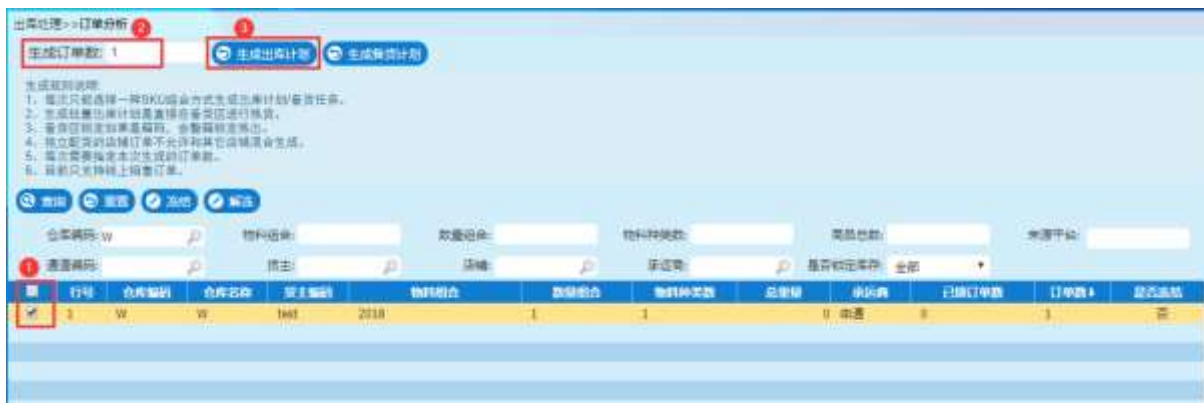 出库处理>>订单分析 2 3
生成订单数: 1 生成出库计划 生成备货计划
生成规则说明:
1、每次只能选择一种SKU组合方式生成出库计划/备货任务。
2、生成批量出库计划是直接在备货区进行拣货。
3、备货区锁定如果是箱码，会整箱锁定拣出。
4、独立配货的店铺订单不允许和其它店铺混合生成。
5、每次需要指定本次生成的订单数。
6、目前只支持线上销售订单。
查询 重置 冻结 解冻
仓库编码: W 物料组合: 数量组合: 物料种类数: 商品总数: 来源平台:
1 渠道编码: 货主: 店铺: 承运商: 是否锁定库存: 全部
行号 仓库编码 仓库名称 货主编码 物料组合 数量组合 物料种类数 总重量 承运商 已锁订单数 订单数 是否冻结
1 W W test 2018 1 1 0 申通 0 1 否